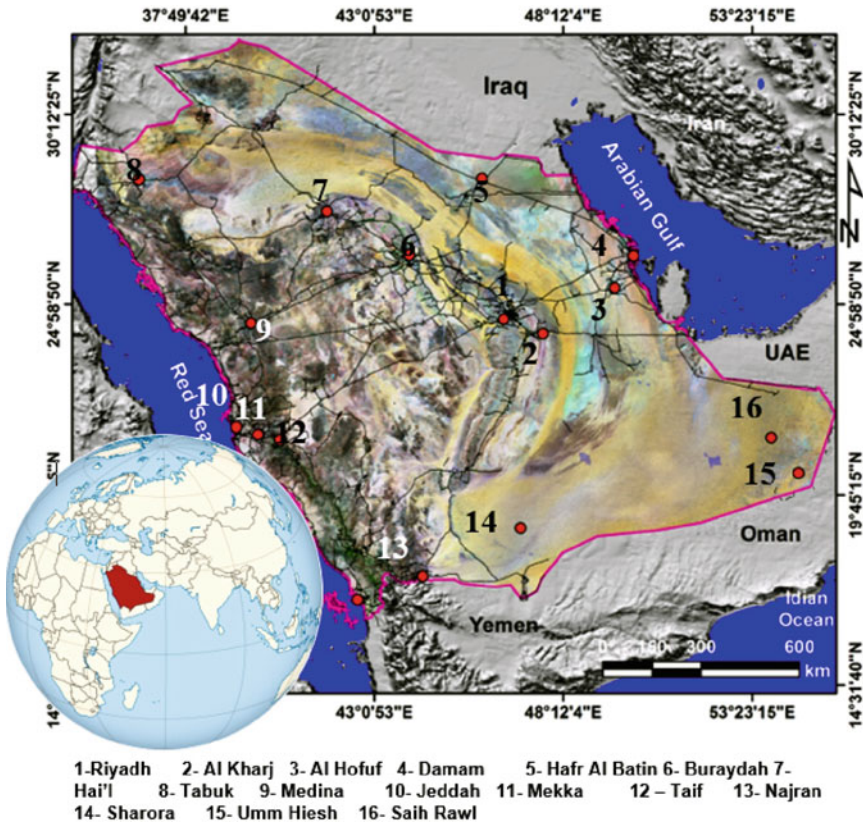 37°49'42"E 43°0'53"E 48°12'4"E 53°23'15"E
30°12'25"N
24°58'50"N
5"N
14°
30°12'25"N
24°58'50"N
19°45'15"N
14°31'40"N
Iraq
Iran
Arabian Gulf
N
UAE
Red Sea
Oman
Yemen
Idian
Ocean
8
7
5
6
4
1
3
9
2
10
11
12
16
15
14
13
0 150 300 600
km
43°0'53"E 48°12'4"E 53°23'15"E
1-Riyadh 2- Al Kharj 3- Al Hofuf 4- Damam 5- Hafr Al Batin 6- Buraydah 7-
Hai'l 8- Tabuk 9- Medina 10- Jeddah 11- Mekka 12 – Taif 13- Najran
14- Sharora 15- Umm Hiesh 16- Saih Rawl